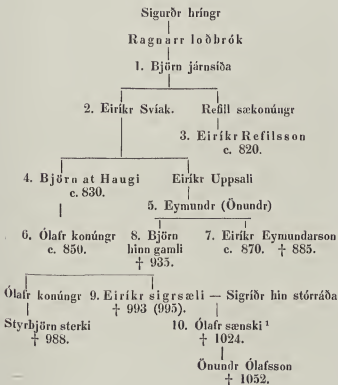 Sigurðr hríngr
Ragnarr loðbrók
1. Björn járnsíða
2. Eiríkr Svíak. Refill sækonúngr
3. Eiríkr Refilsson
c. 820.
4. Björn at Haugi Eiríkr Uppsali
c. 830.
5. Eymundr (Önundr)
6. Ólafr konúngr 8. Björn 7. Eiríkr Eymundarson
c. 850. hinn gamli c. 870. † 885.
† 935.
Ólafr konúngr 9. Eiríkr sigrsæli — Sigríðr hin stórráða
† 993 (995).
Styrbjörn sterki 10. Ólafr sænski ¹
† 988. † 1024.
Önundr Ólafsson
† 1052.